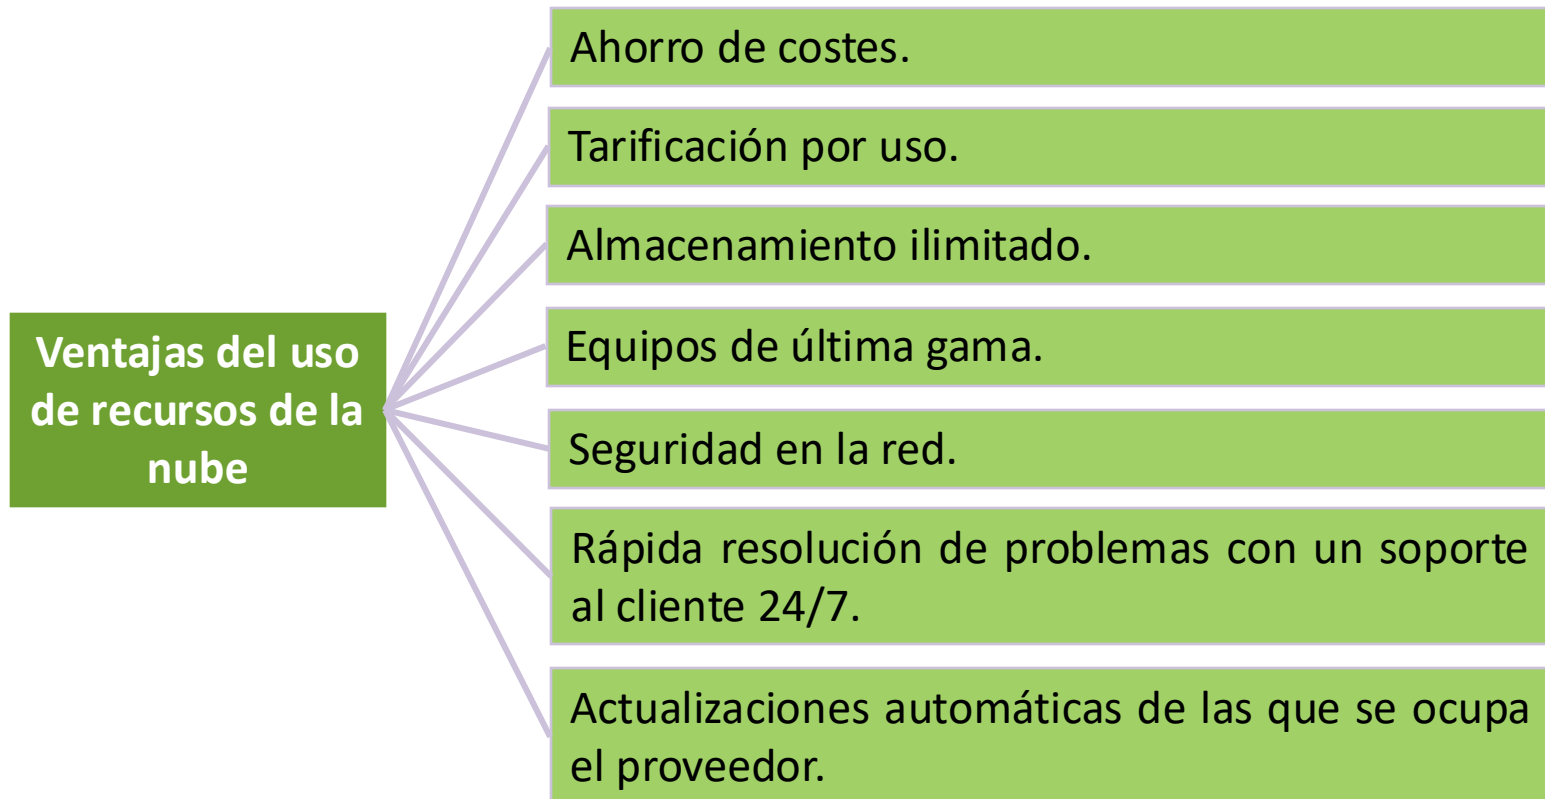 Ventajas del uso
de recursos de la
nube
Ahorro de costes.
Tarificación por uso.
Almacenamiento ilimitado.
Equipos de última gama.
Seguridad en la red.
Rápida resolución de problemas con un soporte
al cliente 24/7.
Actualizaciones automáticas de las que se ocupa
el proveedor.